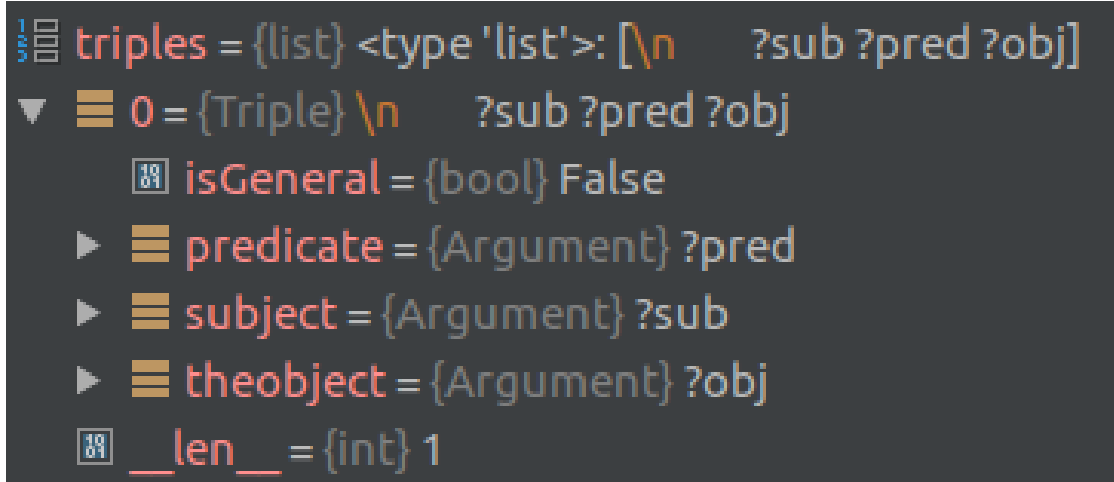 triples = {list} <type 'list'>: [\n ?sub ?pred ?obj]
0 = {Triple} \n ?sub ?pred ?obj
isGeneral = {bool} False
predicate = {Argument} ?pred
subject = {Argument} ?sub
theobject = {Argument} ?obj
__len__ = {int} 1